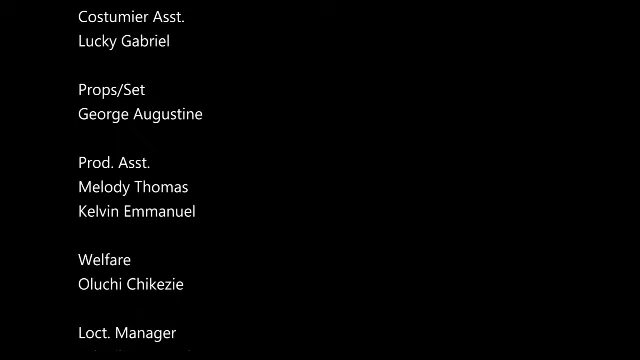 Costumier Asst.
Lucky Gabriel
Props/Set
George Augustine
Prod. Asst.
Melody Thomas
Kelvin Emmanuel
Welfare
Oluchi Chikezie
Loct. Manager